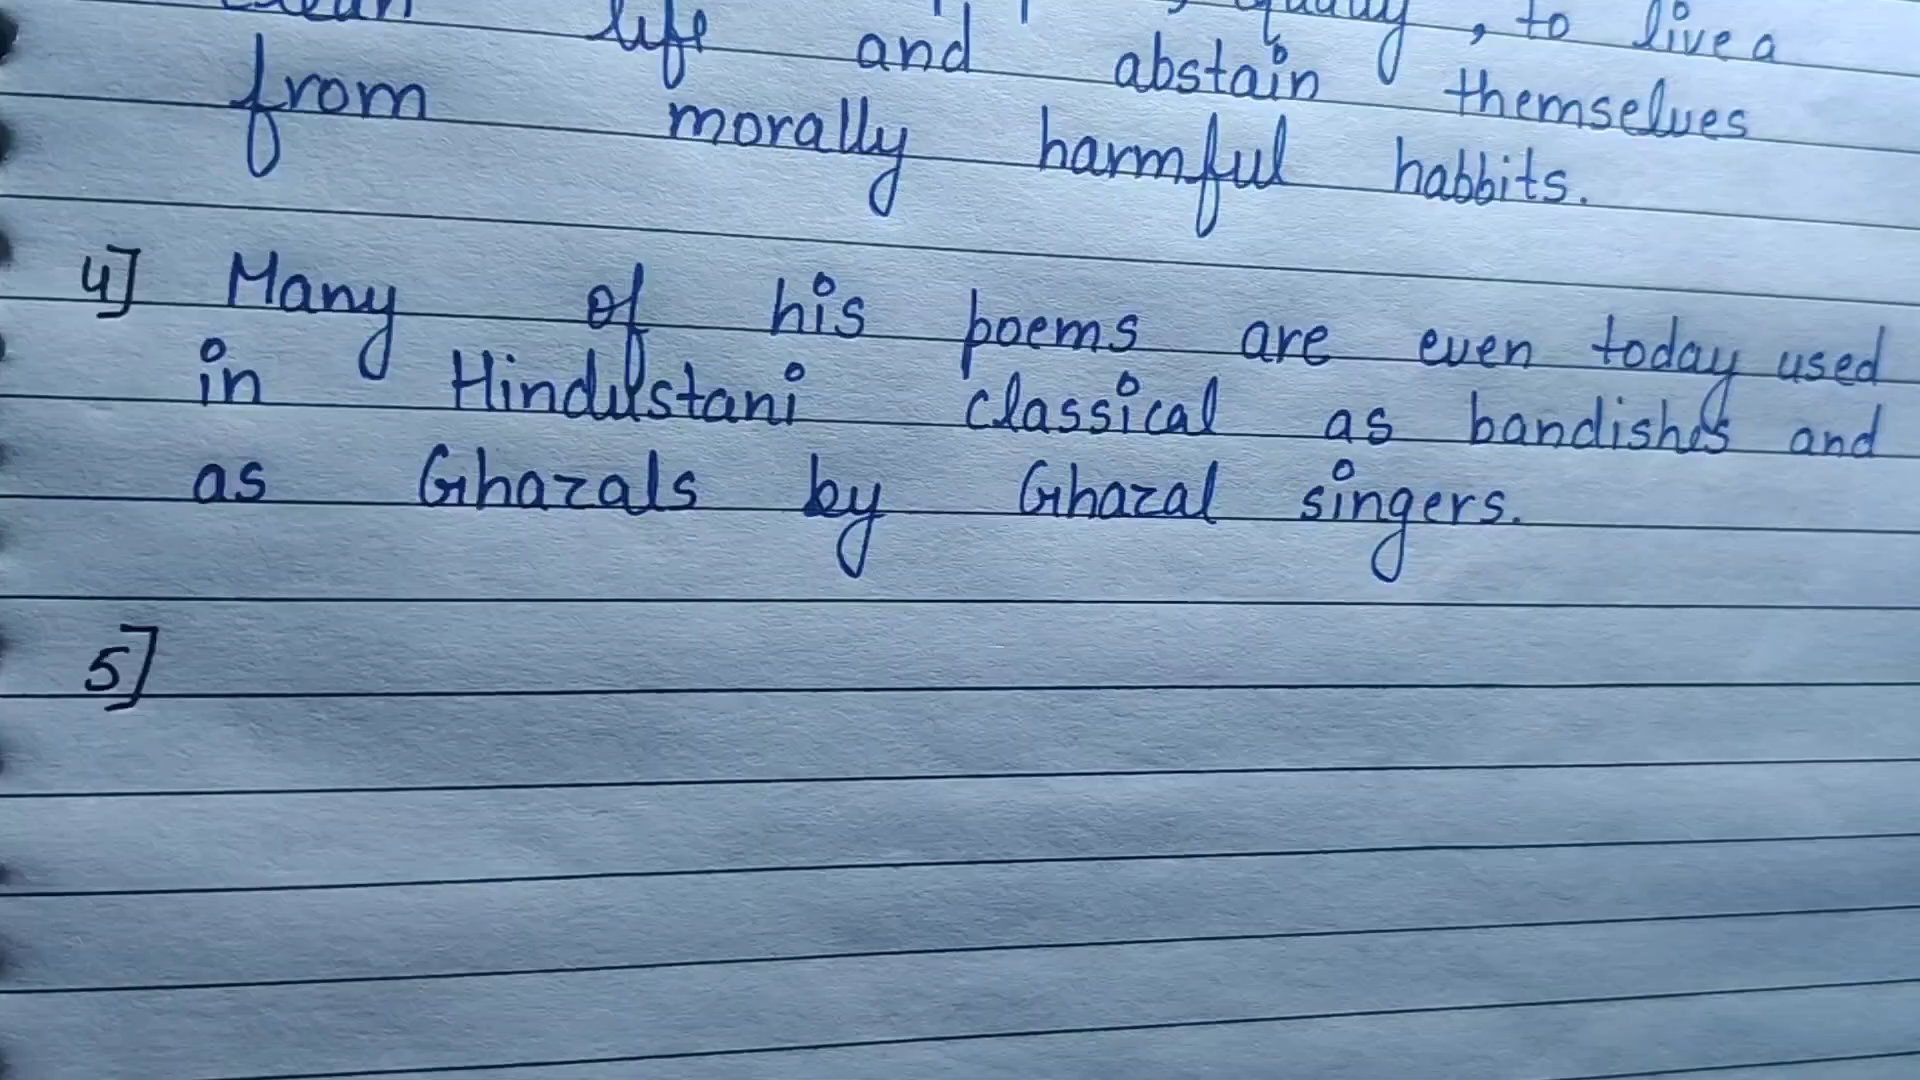 to live a
life and abstain themselves
from morally harmful habbits.
4] Many of his poems are even today used
in Hindustani classical as bandishes and
as Ghazals by Ghazal singers.
5]